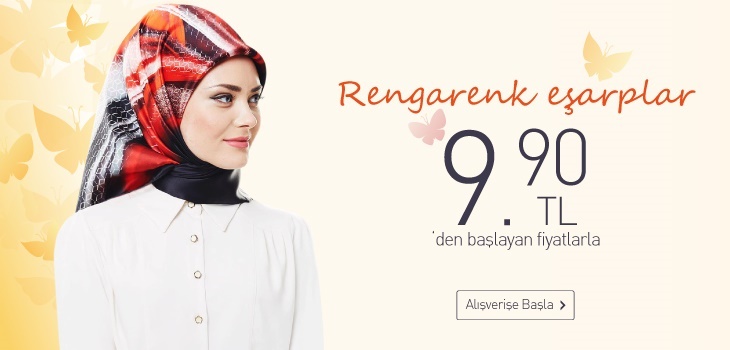 Rengarenk eşarplar
9.90
TL
'den başlayan fiyatlarla
Alışverişe Başla >